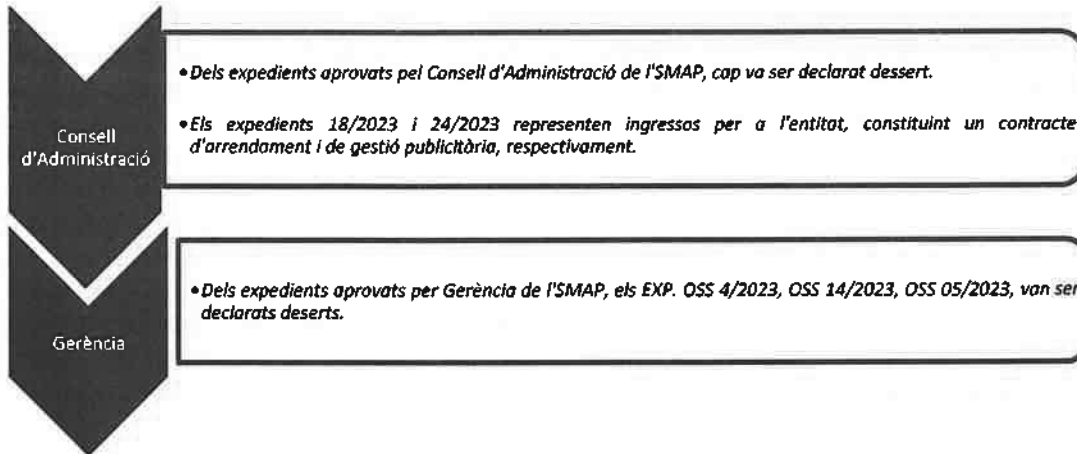 Consell
d'Administració
•Dels expedients aprovats pel Consell d'Administració de l'SMAP, cap va ser declarat dessert.
•Els expedients 18/2023 i 24/2023 representen ingressos per a l'entitat, constituint un contracte
d'arrendament i de gestió publicitària, respectivament.
Gerència
•Dels expedients aprovats per Gerència de l'SMAP, els EXP. OSS 4/2023, OSS 14/2023, OSS 05/2023, van ser
declarats deserts.